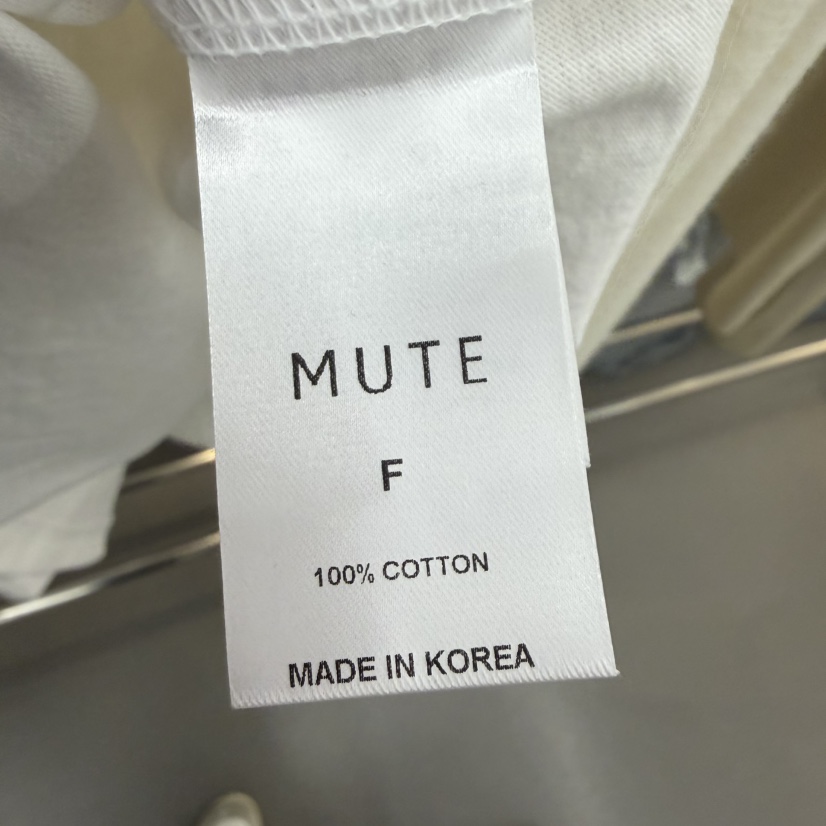 MUTE
F
100% COTTON
MADE IN KOREA